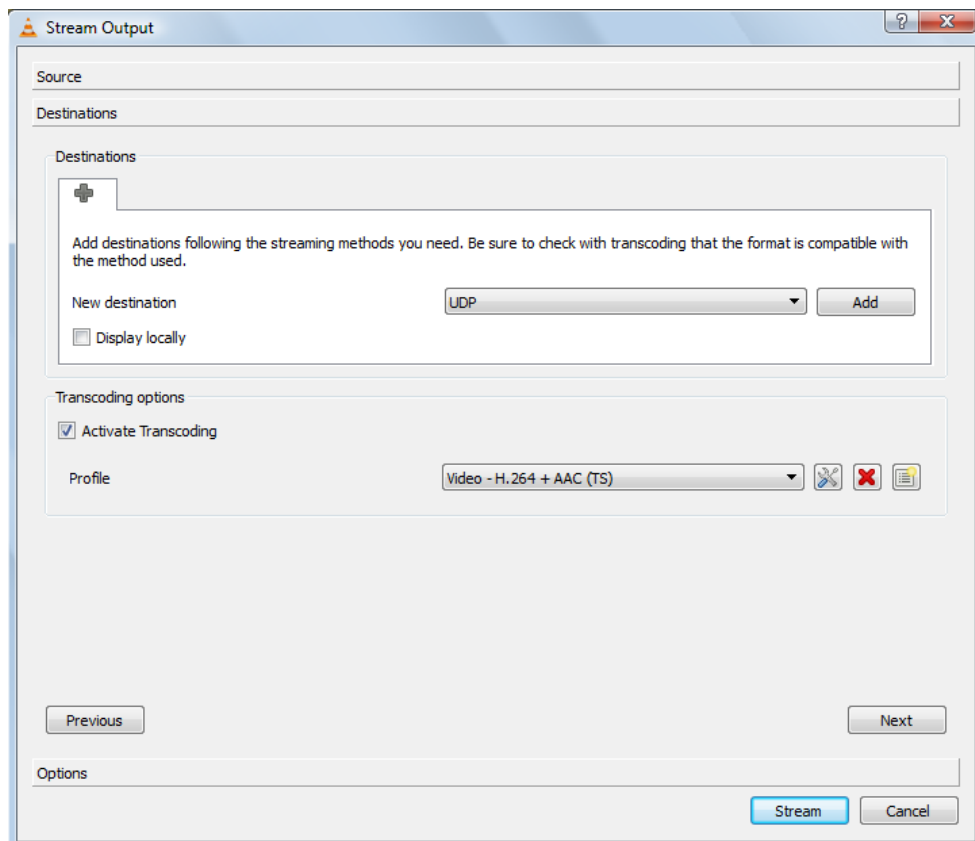 Stream Output
Source
Destinations
Destinations
Add destinations following the streaming methods you need. Be sure to check with transcoding that the format is compatible with
the method used.
New destination UDP Add
Display locally
Transcoding options
Activate Transcoding
Profile Video - H.264 + AAC (TS)
Previous Next
Options
Stream Cancel